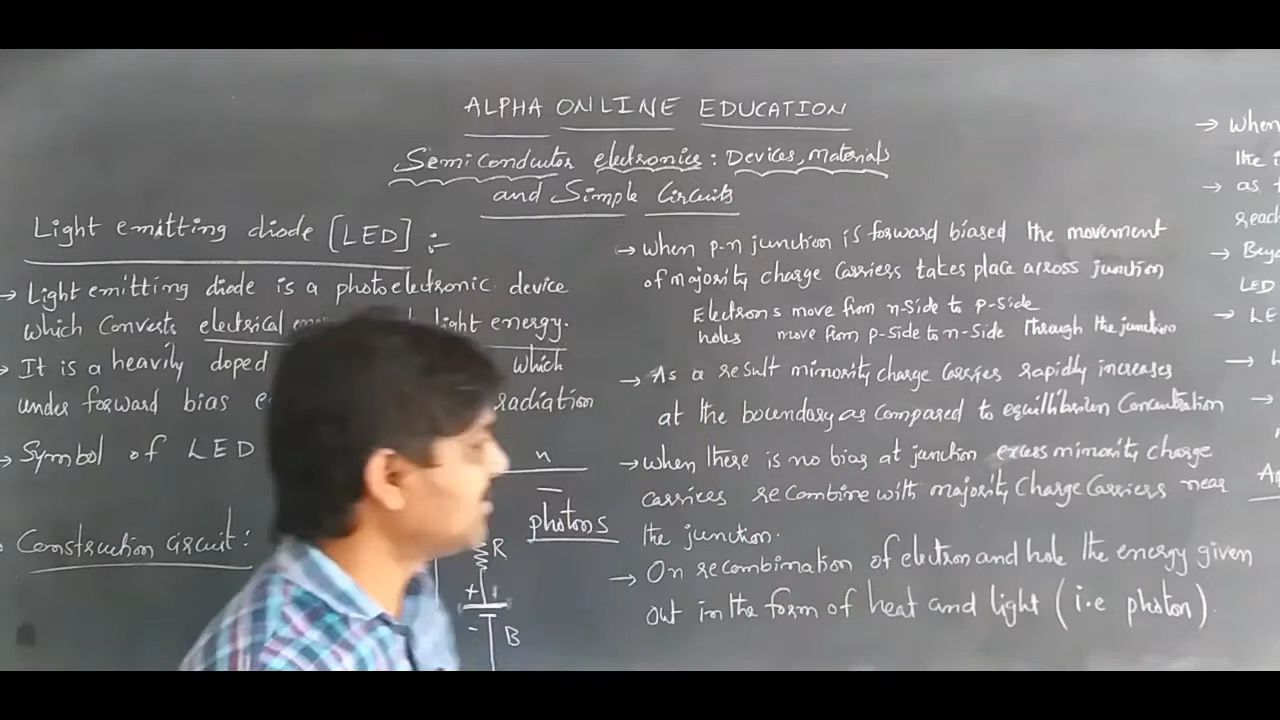 ALPHA ONLINE EDUCATION
Semiconductor electronics: Devices, Materials
and Simple Circuits
Light emitting diode [LED] :-
→ Light emitting diode is a photoelectronic device
which converts electrical light energy.
→ It is a heavily doped which
under forward bias radiation
→ Symbol of LED
n
photons
Construction circuit:
R
+
-
B
→ When p-n junction is forward biased the movement
of majority charge carriers takes place across junction
Electrons move from n-side to p-side
holes move from p-side to n-side through the junction
→ As a result minority charge carries rapidly increases
at the boundary as compared to equilibrium concentration
→ when there is no bias at junction excess minority charge
carries recombine with majority charge carriers near
the junction.
→ On recombination of electron and hole the energy given
out in the form of heat and light (i.e photon).
→ When
the
→ as
reach
→
LED
→ LE
→
→